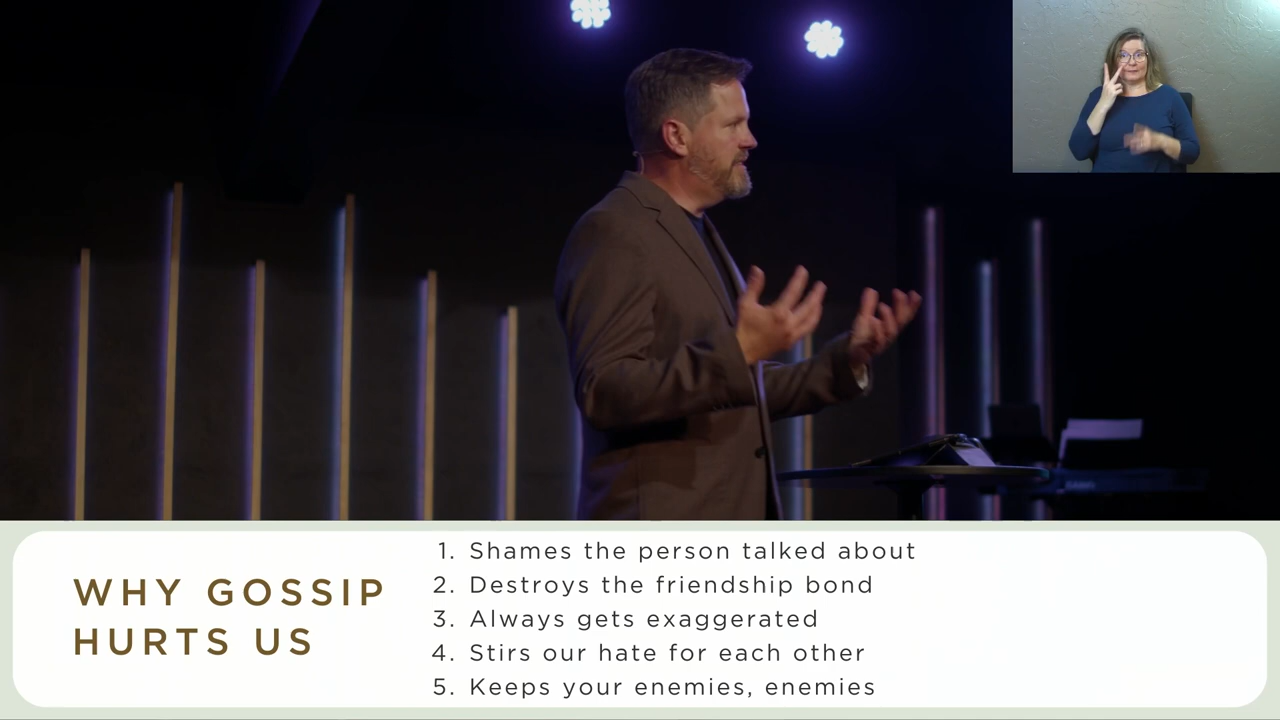 WHY GOSSIP
HURTS US
1. Shames the person talked about
2. Destroys the friendship bond
3. Always gets exaggerated
4. Stirs our hate for each other
5. Keeps your enemies, enemies